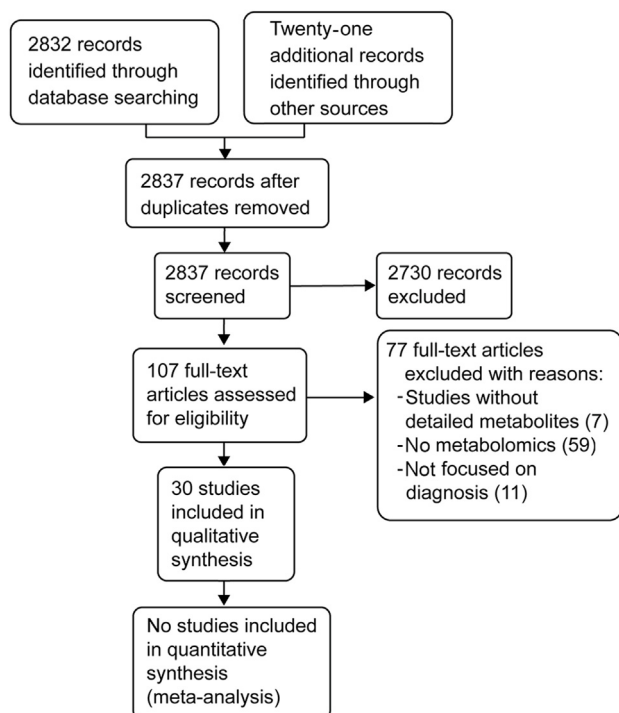 2832 records
identified through
database searching
Twenty-one
additional records
identified through
other sources
2837 records after
duplicates removed
2837 records
screened
2730 records
excluded
107 full-text
articles assessed
for eligibility
77 full-text articles
excluded with reasons:
-Studies without
detailed metabolites (7)
-No metabolomics (59)
-Not focused on
diagnosis (11)
30 studies
included in
qualitative
synthesis
No studies included
in quantitative
synthesis
(meta-analysis)